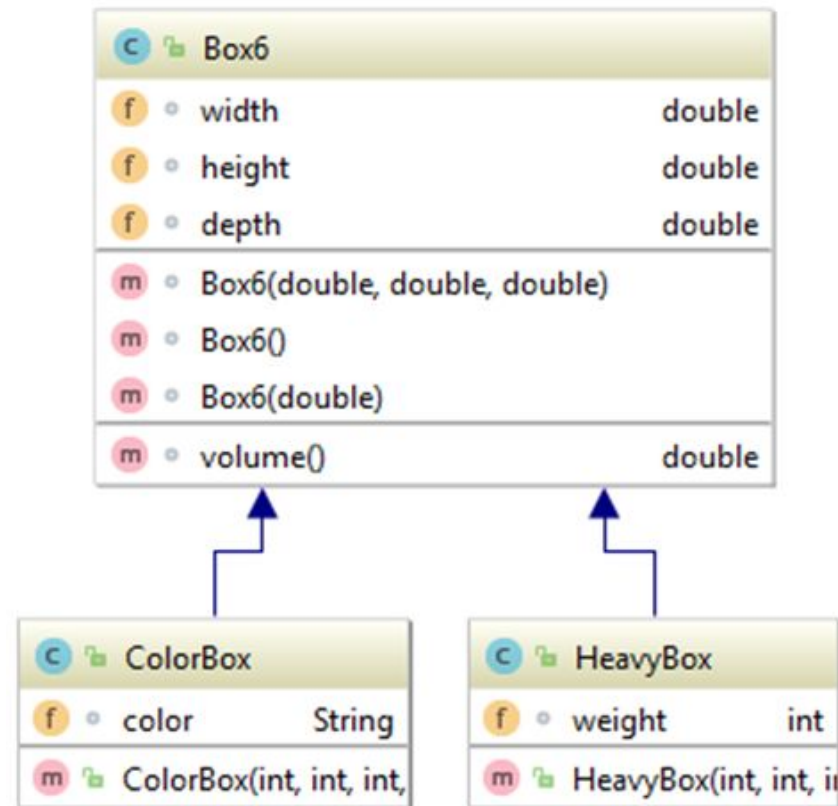 C Box6
f width double
f height double
f depth double
m Box6(double, double, double)
m Box6()
m Box6(double)
m volume() double
C ColorBox
f color String
m ColorBox(int, int, int,
C HeavyBox
f weight int
m HeavyBox(int, int,